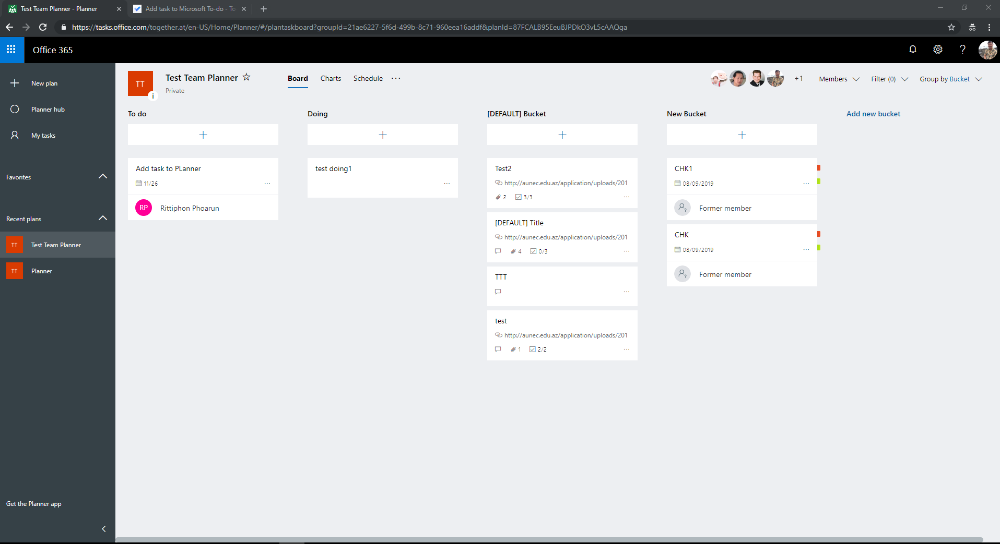 Test Team Planner - Planner
Add task to Microsoft To-do - To
https://tasks.office.com/together.at/en-US/Home/Planner/#/plantaskboard?groupId=21ae6227-5f6d-499b-8c71-960eea16addf&planId=87FCALB95EeuBJPDkO3vL5cAAQga
Office 365
?
New plan
Planner hub
My tasks
Favorites
Recent plans
TT Test Team Planner
TT Planner
Get the Planner app
TT
i
Test Team Planner
Private
Board Charts Schedule ...
+1 Members Filter (0) Group by Bucket
To do
Add task to PLanner
11/26
RP Rittiphon Phoarun
Doing
test doing1
[DEFAULT] Bucket
Test2
http://aunec.edu.az/application/uploads/201
2 3/3
[DEFAULT] Title
http://aunec.edu.az/application/uploads/201
4 0/3
TTT
test
http://aunec.edu.az/application/uploads/201
1 2/2
New Bucket
CHK1
08/09/2019
Former member
CHK
08/09/2019
Former member
Add new bucket